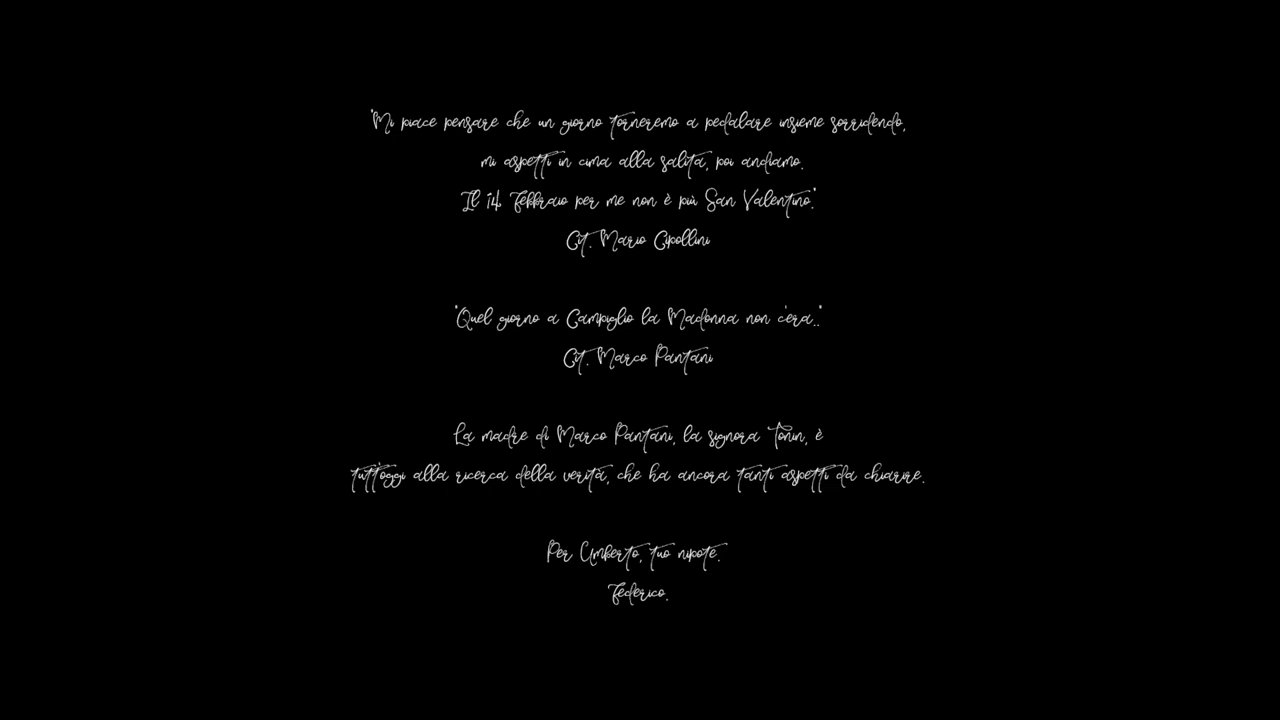 "Mi piace pensare che un giorno torneremo a pedalare insieme sorridendo,
mi aspetti in cima alla salita, poi andiamo.
Il 14 Febbraio per me non è più San Valentino."
Cit. Mario Cipollini
"Quel giorno a Campiglio la Madonna non c'era.."
Cit. Marco Pantani
La madre di Marco Pantani, la signora Tonin, è
tutt'oggi alla ricerca della verità, che ha ancora tanti aspetti da chiarire.
Per Umberto, tuo nipote.
Federico.